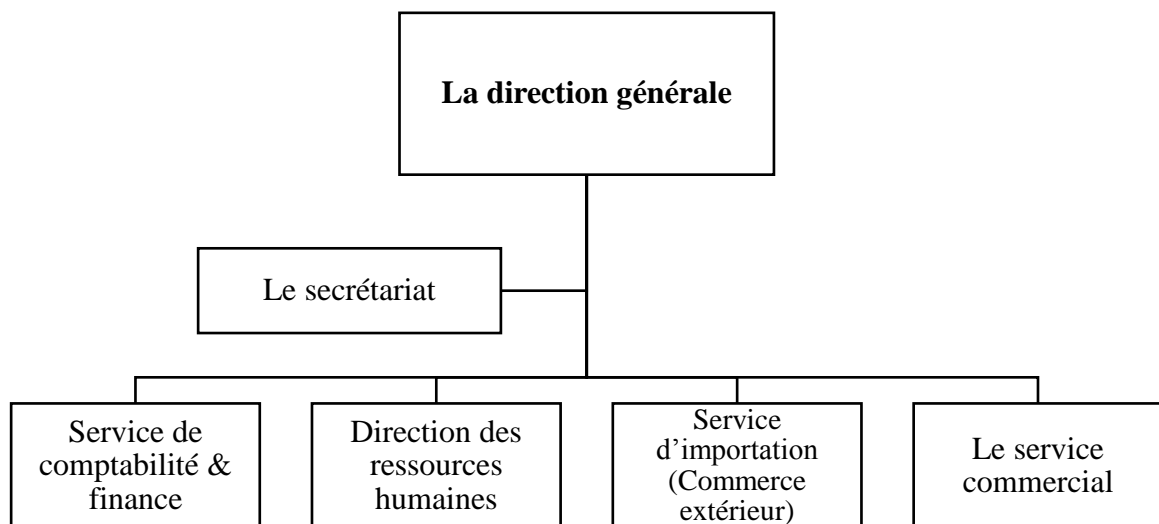 La direction générale
Le secrétariat
Service de
comptabilité &
finance
Direction des
ressources
humaines
Service
d’importation
(Commerce
extérieur)
Le service
commercial